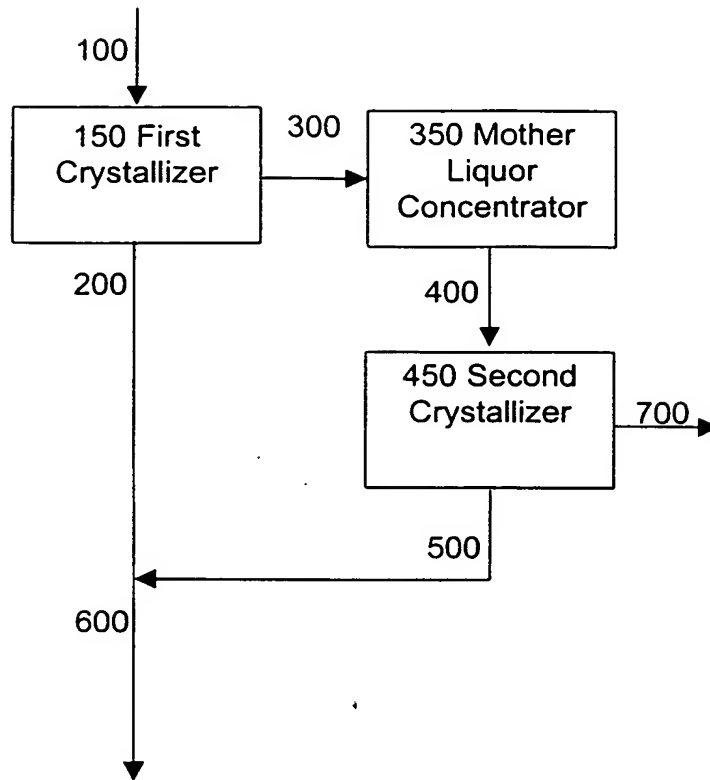 100
150 First
Crystallizer
300
350 Mother
Liquor
Concentrator
200
400
450 Second
Crystallizer
700
500
600